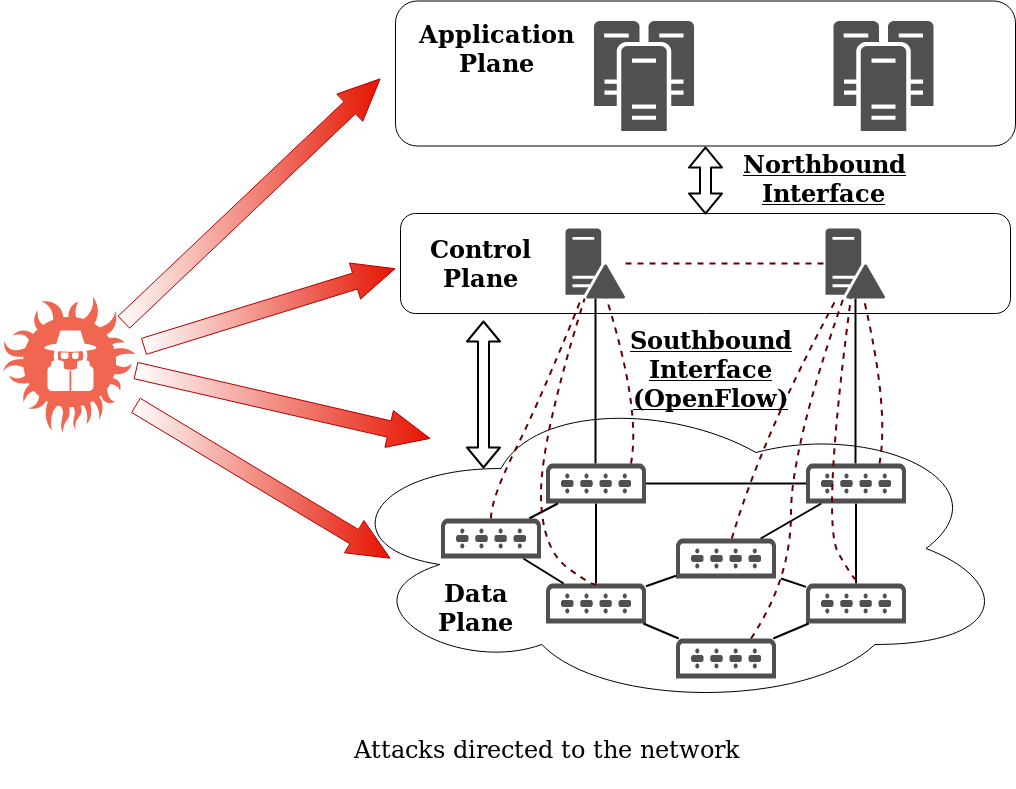 Application
Plane
Northbound
Interface
Control
Plane
Southbound
Interface
(OpenFlow)
Data
Plane
Attacks directed to the network